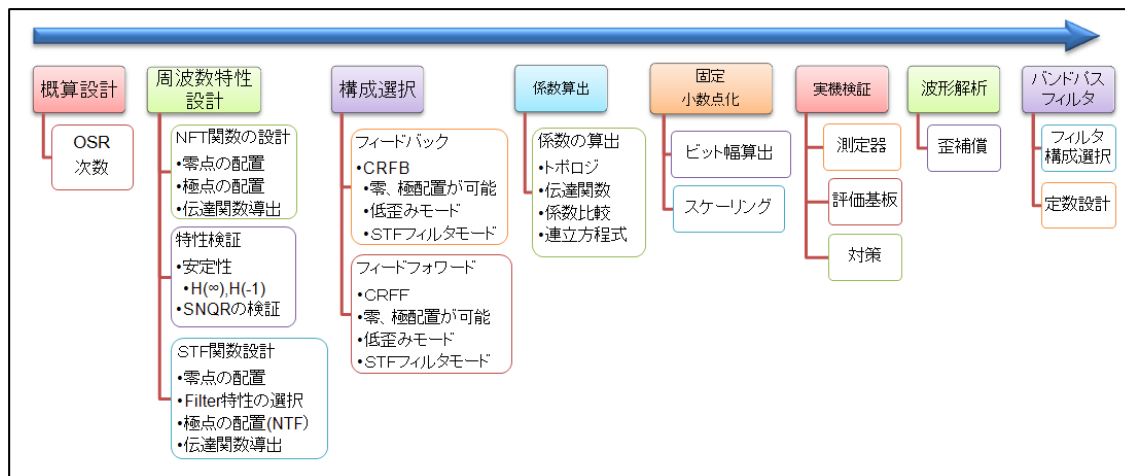 概算設計
OSR
次数
周波数特性
設計
NFT関数の設計
•零点の配置
•極点の配置
•伝達関数導出
特性検証
•安定性
•H(∞),H(-1)
•SNQRの検証
STF関数設計
•零点の配置
•Filter特性の選択
•極点の配置(NTF)
•伝達関数導出
構成選択
フィードバック
•CRFB
•零、極配置が可能
•低歪みモード
•STFフィルタモード
フィードフォワード
•CRFF
•零、極配置が可能
•低歪みモード
•STFフィルタモード
係数算出
係数の算出
•トポロジ
•伝達関数
•係数比較
•連立方程式
固定
小数点化
ビット幅算出
スケーリング
実機検証
測定器
評価基板
対策
波形解析
歪補償
バンドパス
フィルタ
フィルタ
構成選択
定数設計